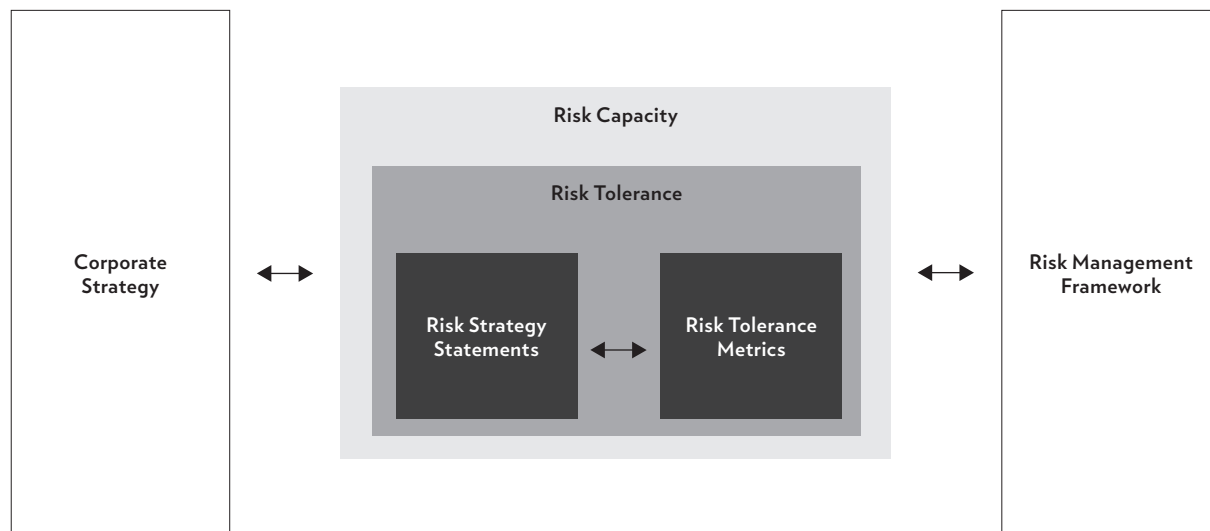 Risk Capacity
Risk Tolerance
Corporate
Strategy
Risk Strategy
Statements
Risk Tolerance
Metrics
Risk Management
Framework